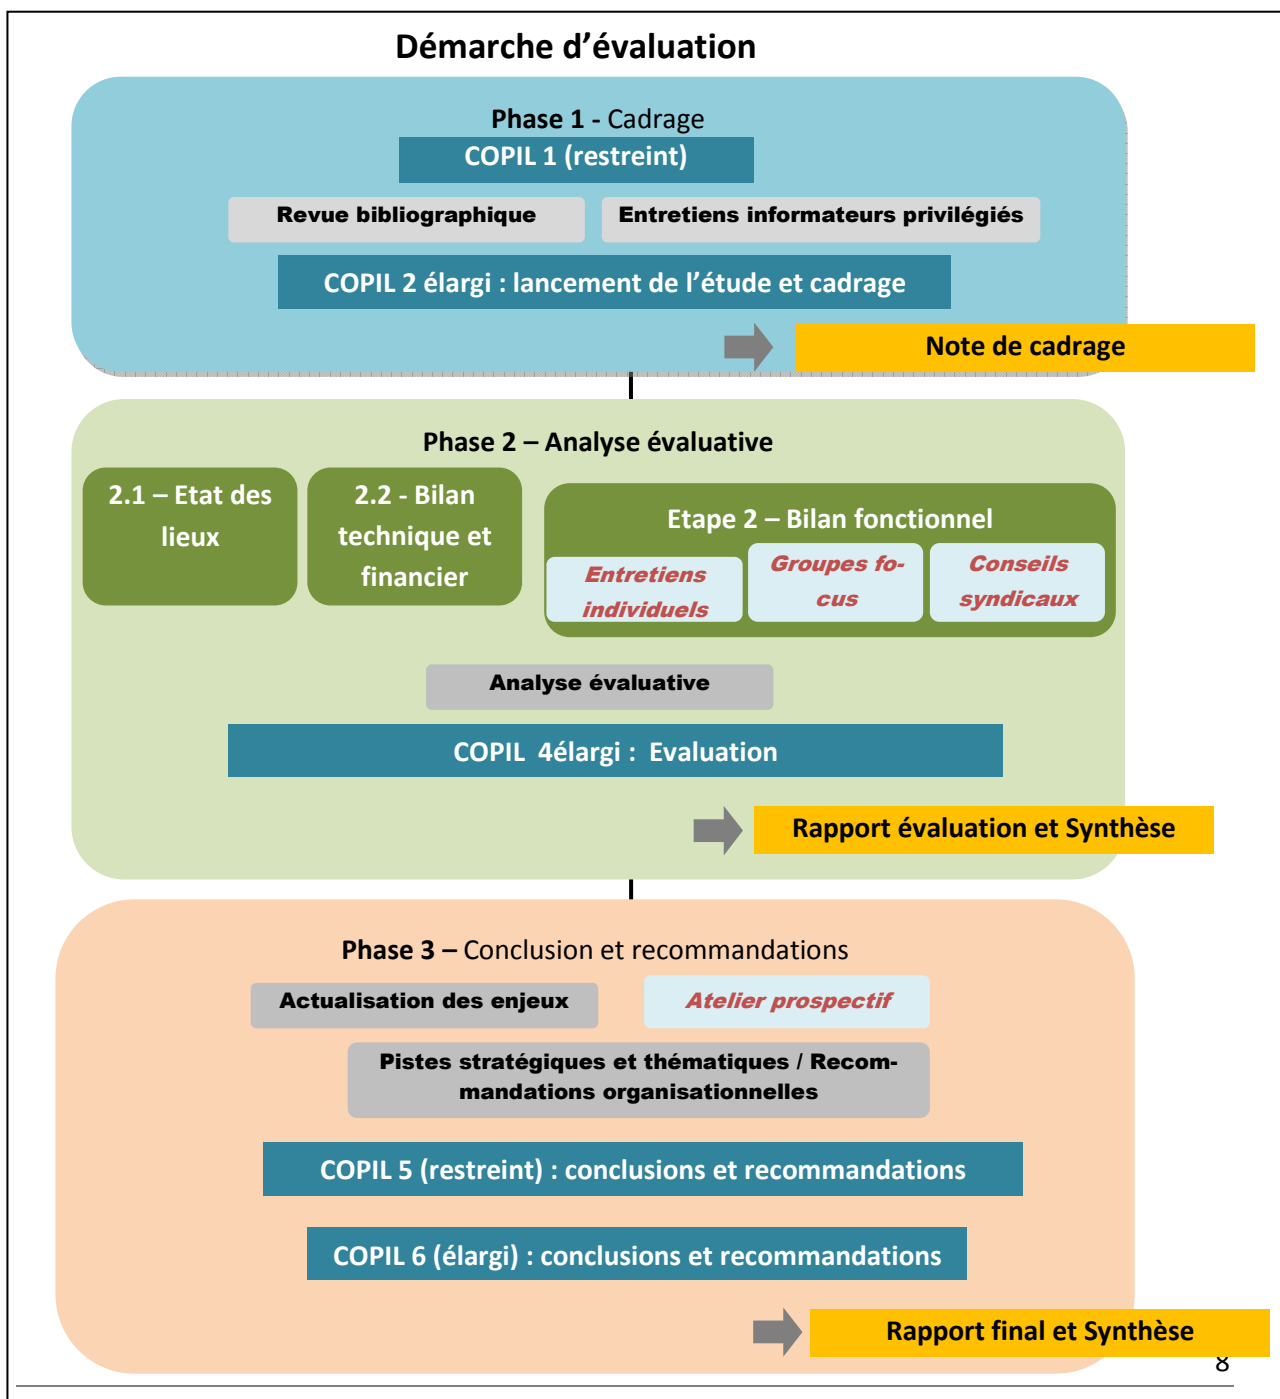 Démarche d’évaluation
Phase 1 - Cadrage
COPIL 1 (restreint)
Revue bibliographique
Entretiens informateurs privilégiés
COPIL 2 élargi : lancement de l’étude et cadrage
Note de cadrage
Phase 2 – Analyse évaluative
2.1 – Etat des
lieux
2.2 - Bilan
technique et
financier
Etape 2 – Bilan fonctionnel
Entretiens
individuels
Groupes fo-
cus
Conseils
syndicaux
Analyse évaluative
COPIL 4élargi : Evaluation
Rapport évaluation et Synthèse
Phase 3 – Conclusion et recommandations
Actualisation des enjeux
Atelier prospectif
Pistes stratégiques et thématiques / Recom-
mandations organisationnelles
COPIL 5 (restreint) : conclusions et recommandations
COPIL 6 (élargi) : conclusions et recommandations
Rapport final et Synthèse
8